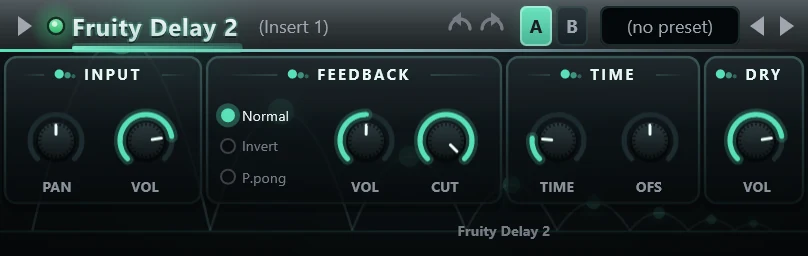 Fruity Delay 2 (Insert 1) A B (no preset)
INPUT FEEDBACK TIME DRY
Normal
Invert
P.pong
PAN VOL VOL CUT TIME OFS VOL
Fruity Delay 2